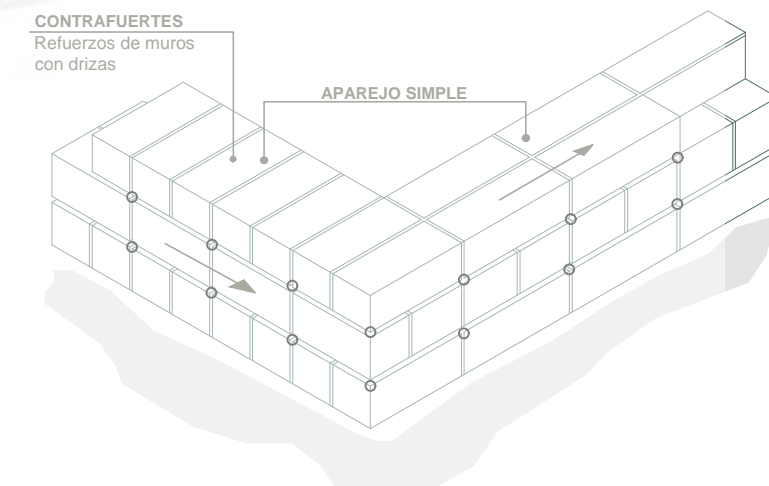 CONTRAFUERTES
Refuerzos de muros
con drizas
APAREJO SIMPLE